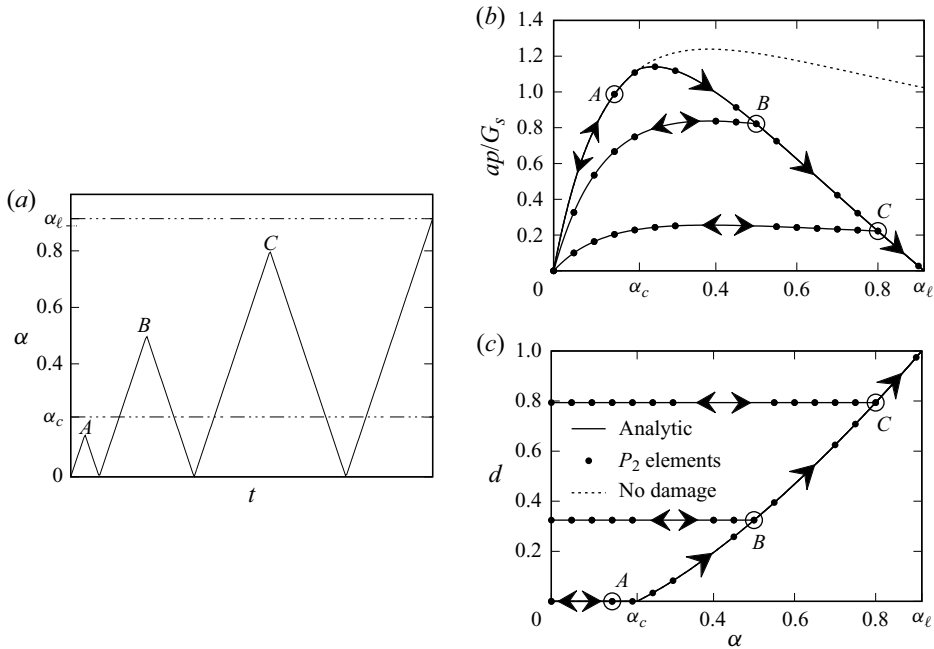 (a)
α
α_ℓ
0.8
0.4
α_c
0
A
B
C
t
(b)
ap/G_s
1.4
1.2
1.0
0.8
0.6
0.4
0.2
A
B
C
0 α_c 0.4 0.6 0.8 α_ℓ
(c)
d
1.0
0.8
0.6
0.4
0.2
C
Analytic
P_2 elements
No damage
B
A
0 α_c 0.4 0.6 0.8 α_ℓ
α